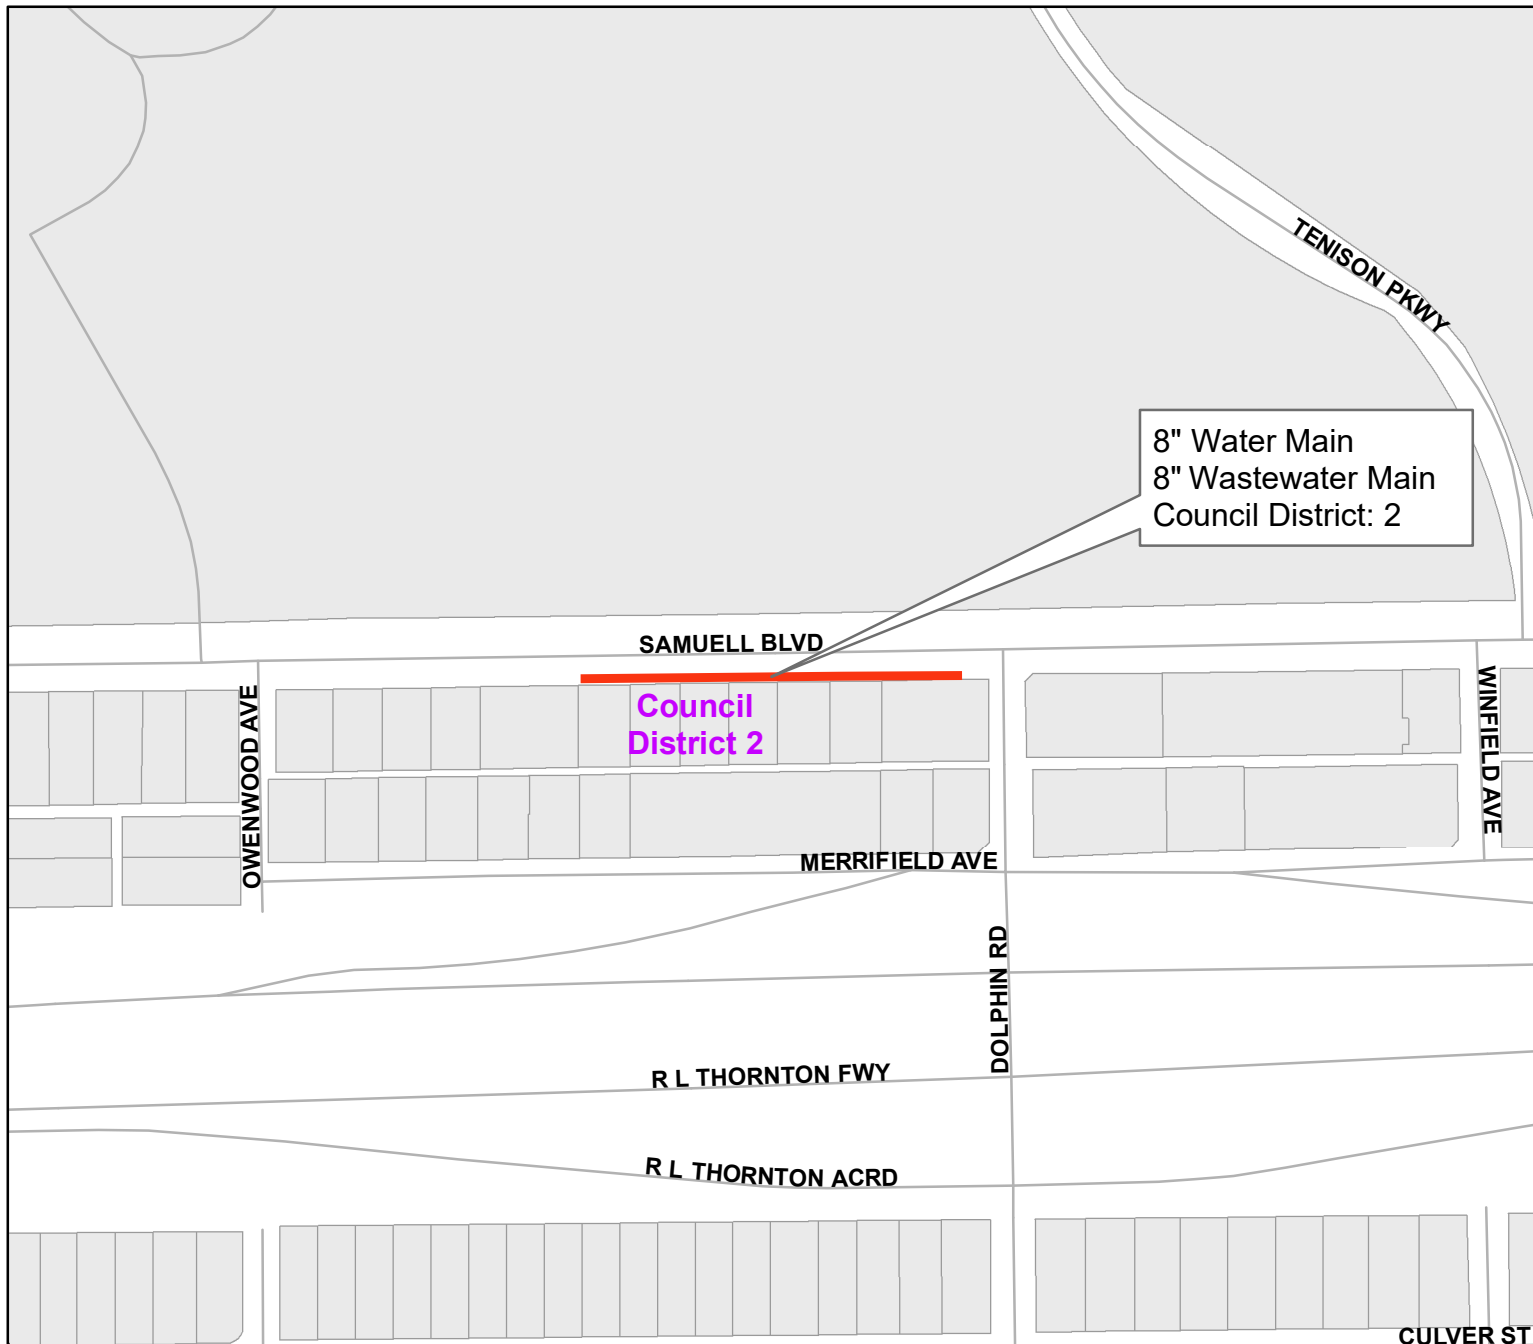 TENISON PKWY
8" Water Main
8" Wastewater Main
Council District: 2
SAMUELL BLVD
OWENWOOD AVE
Council
District 2
WINFIELD AVE
MERRIFIELD AVE
DOLPHIN RD
R L THORNTON FWY
R L THORNTON ACRD
CULVER ST